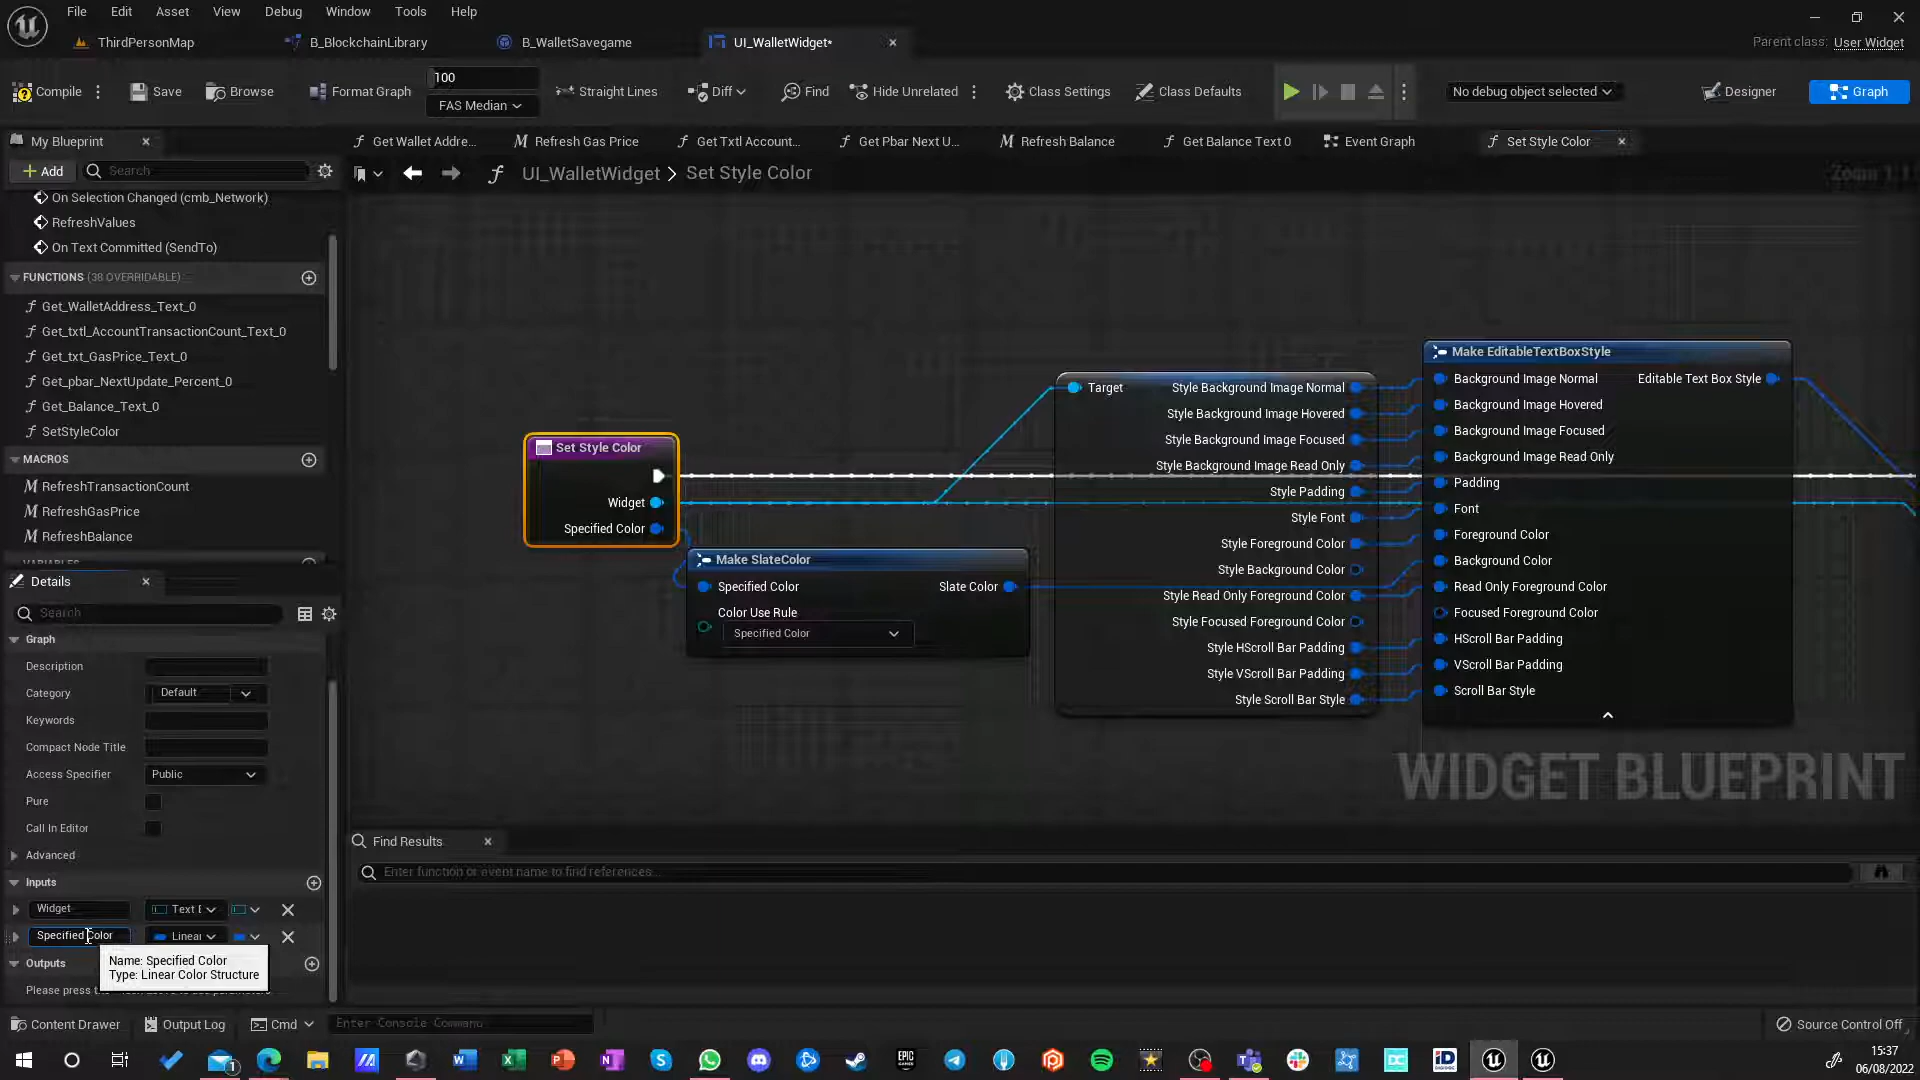 File Edit Asset View Debug Window Tools Help
ThirdPersonMap B_BlockchainLibrary B_WalletSavegame UI_WalletWidget* Parent class: User Widget
Compile Save Browse Format Graph 100 FAS Median Straight Lines Diff Find Hide Unrelated Class Settings Class Defaults No debug object selected Designer Graph
My Blueprint
Get Wallet Addre... Refresh Gas Price Get Txtl Account... Get Pbar Next U... Refresh Balance Get Balance Text 0 Event Graph Set Style Color
Add Search
UI_WalletWidget > Set Style Color
Zoom 1:1
On Selection Changed (cmb_Network)
RefreshValues
On Text Committed (SendTo)
FUNCTIONS (38 OVERRIDABLE)
Get_WalletAddress_Text_0
Get_txtl_AccountTransactionCount_Text_0
Get_txt_GasPrice_Text_0
Get_pbar_NextUpdate_Percent_0
Get_Balance_Text_0
SetStyleColor
MACROS
RefreshTransactionCount
RefreshGasPrice
RefreshBalance
VARIABLES
Details
Search
Graph
Description
Category Default
Keywords
Compact Node Title
Access Specifier Public
Pure
Call In Editor
Advanced
Inputs
Widget Text
Specified Color Linear
Name: Specified Color
Type: Linear Color Structure
Outputs
Please press the
Set Style Color
Widget
Specified Color
Make SlateColor
Specified Color Slate Color
Color Use Rule
Specified Color
Target Style Background Image Normal
Style Background Image Hovered
Style Background Image Focused
Style Background Image Read Only
Style Padding
Style Font
Style Foreground Color
Style Background Color
Style Read Only Foreground Color
Style Focused Foreground Color
Style HScroll Bar Padding
Style VScroll Bar Padding
Style Scroll Bar Style
Make EditableTextBoxStyle
Background Image Normal Editable Text Box Style
Background Image Hovered
Background Image Focused
Background Image Read Only
Padding
Font
Foreground Color
Background Color
Read Only Foreground Color
Focused Foreground Color
HScroll Bar Padding
VScroll Bar Padding
Scroll Bar Style
WIDGET BLUEPRINT
Find Results
Enter function or event name to find references...
Content Drawer Output Log Cmd Enter Console Command Source Control Off
15:37
06/08/2022